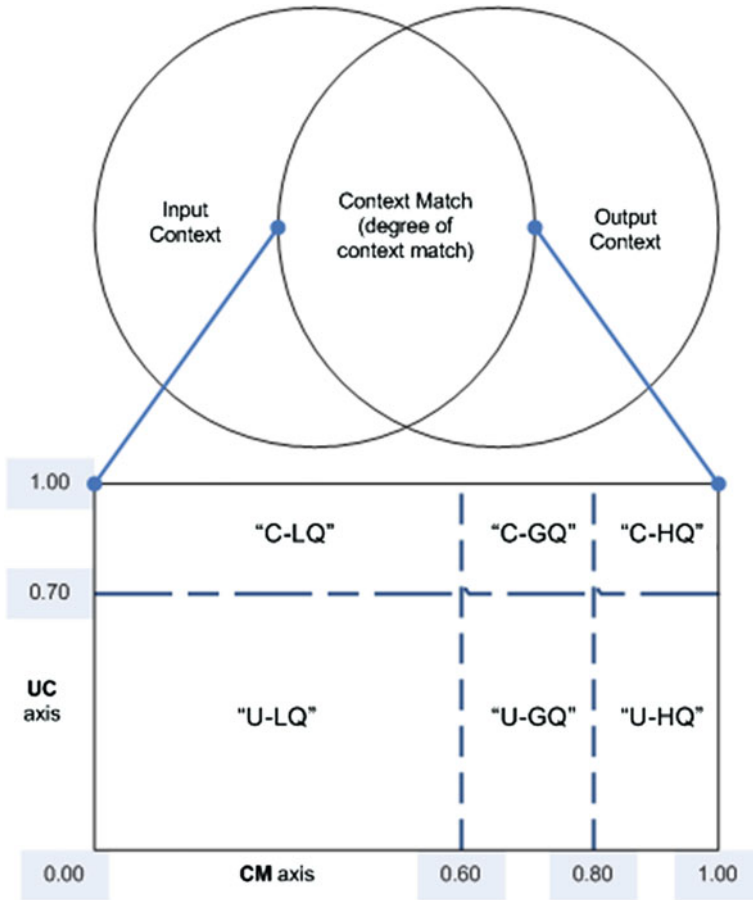 Input
Context
Context Match
(degree of
context match)
Output
Context
1.00
“C-LQ” “C-GQ” “C-HQ”
0.70
UC
axis
“U-LQ” “U-GQ” “U-HQ”
0.00 CM axis 0.60 0.80 1.00